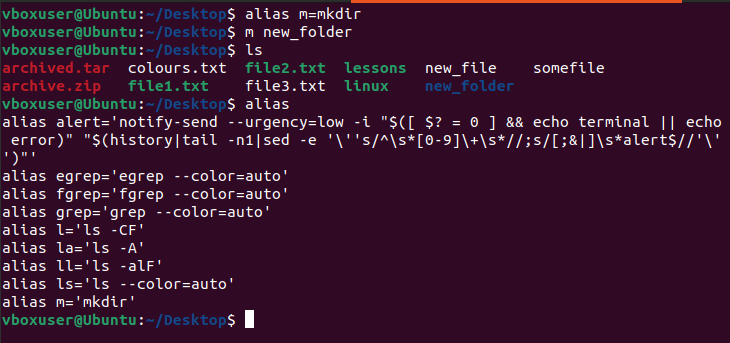 vboxuser@Ubuntu:~/Desktop$ alias m=mkdir
vboxuser@Ubuntu:~/Desktop$ m new_folder
vboxuser@Ubuntu:~/Desktop$ ls
archived.tar  colours.txt  file2.txt  lessons  new_file    somefile
archive.zip   file1.txt    file3.txt  linux    new_folder
vboxuser@Ubuntu:~/Desktop$ alias
alias alert='notify-send --urgency=low -i "$([ $? = 0 ] && echo terminal || echo
 error)" "$(history|tail -n1|sed -e '\''s/^\s*[0-9]\+\s*//;s/[;&|]\s*alert$//'\'
')"'
alias egrep='egrep --color=auto'
alias fgrep='fgrep --color=auto'
alias grep='grep --color=auto'
alias l='ls -CF'
alias la='ls -A'
alias ll='ls -alF'
alias ls='ls --color=auto'
alias m='mkdir'
vboxuser@Ubuntu:~/Desktop$